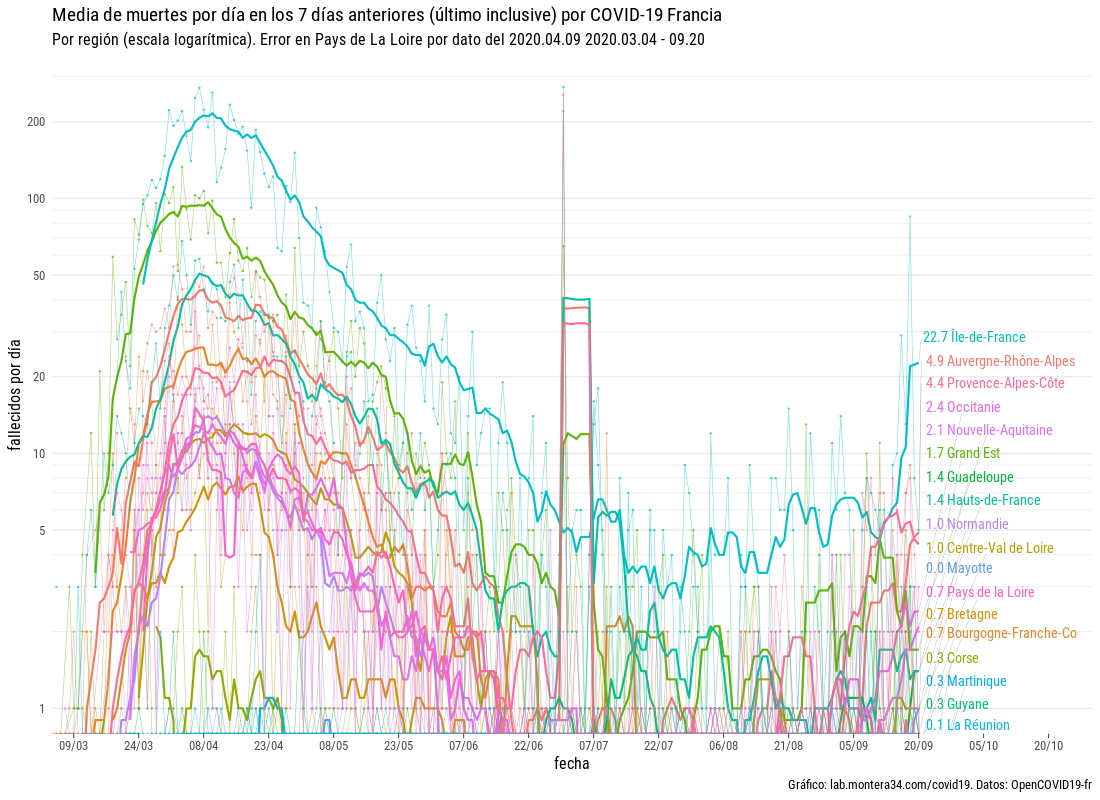 Media de muertes por día en los 7 días anteriores (último inclusive) por COVID-19 Francia
Por región (escala logarítmica). Error en Pays de La Loire por dato del 2020.04.09 2020.03.04 - 09.20
fallecidos por día
200
100
50
20
10
5
1
22.7 Île-de-France
4.9 Auvergne-Rhône-Alpes
4.4 Provence-Alpes-Côte
2.4 Occitanie
2.1 Nouvelle-Aquitaine
1.7 Grand Est
1.4 Guadeloupe
1.4 Hauts-de-France
1.0 Normandie
1.0 Centre-Val de Loire
0.0 Mayotte
0.7 Pays de la Loire
0.7 Bretagne
0.7 Bourgogne-Franche-Co
0.3 Corse
0.3 Martinique
0.3 Guyane
0.1 La Réunion
09/03 24/03 08/04 23/04 08/05 23/05 07/06 22/06 07/07 22/07 06/08 21/08 05/09 20/09 05/10 20/10
fecha
Gráfico: lab.montera34.com/covid19. Datos: OpenCOVID19-fr